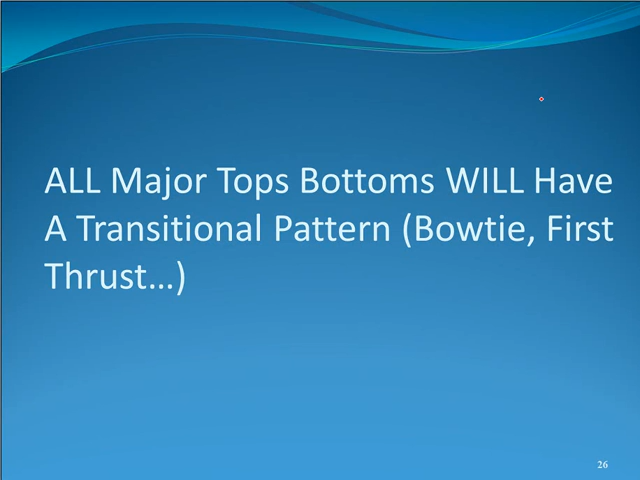 ALL Major Tops Bottoms WILL Have
A Transitional Pattern (Bowtie, First
Thrust...)
26